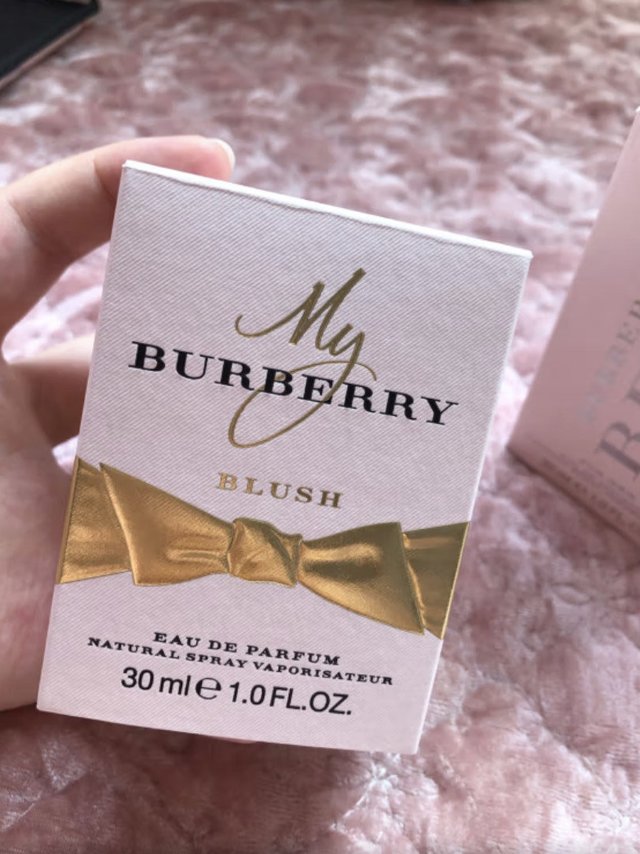 My
BURBERRY
BLUSH
EAU DE PARFUM
NATURAL SPRAY VAPORISATEUR
30 ml ℮ 1.0 FL.OZ.